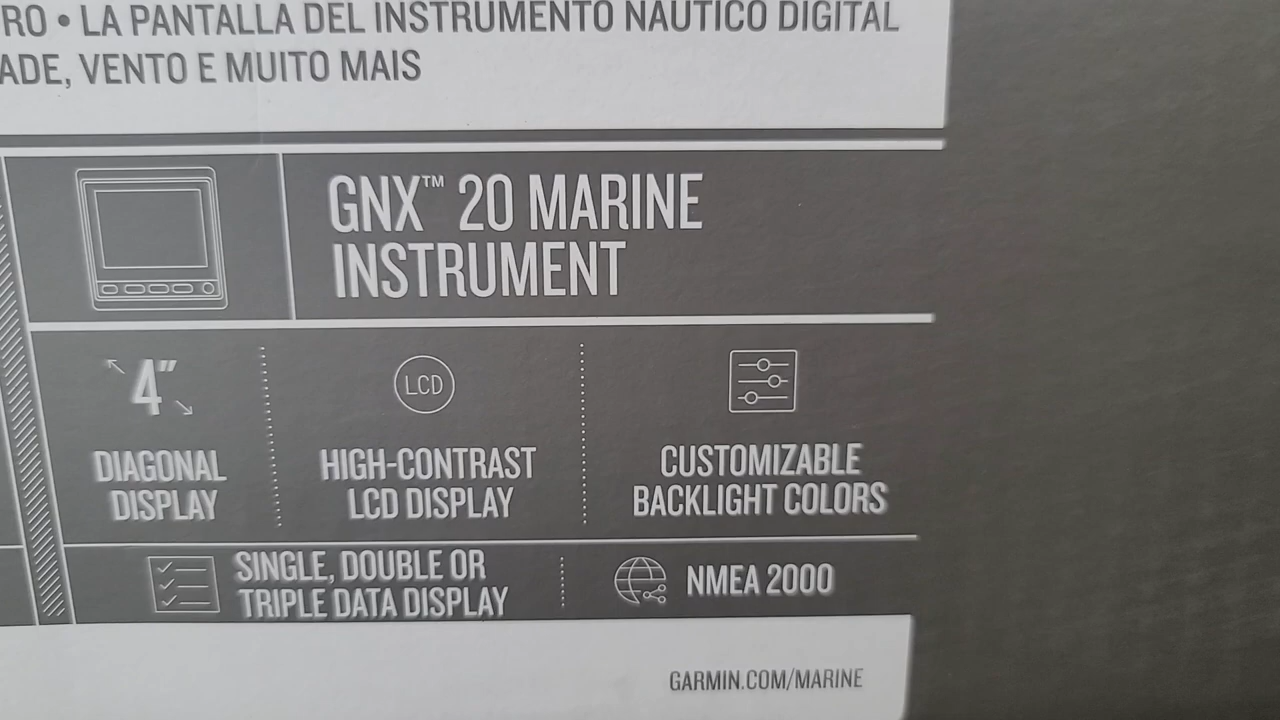 RO • LA PANTALLA DEL INSTRUMENTO NÁUTICO DIGITAL
ADE, VENTO E MUITO MAIS
GNX™ 20 MARINE
INSTRUMENT
4"
DIAGONAL
DISPLAY
LCD
HIGH-CONTRAST
LCD DISPLAY
CUSTOMIZABLE
BACKLIGHT COLORS
SINGLE, DOUBLE OR
TRIPLE DATA DISPLAY
NMEA 2000
GARMIN.COM/MARINE